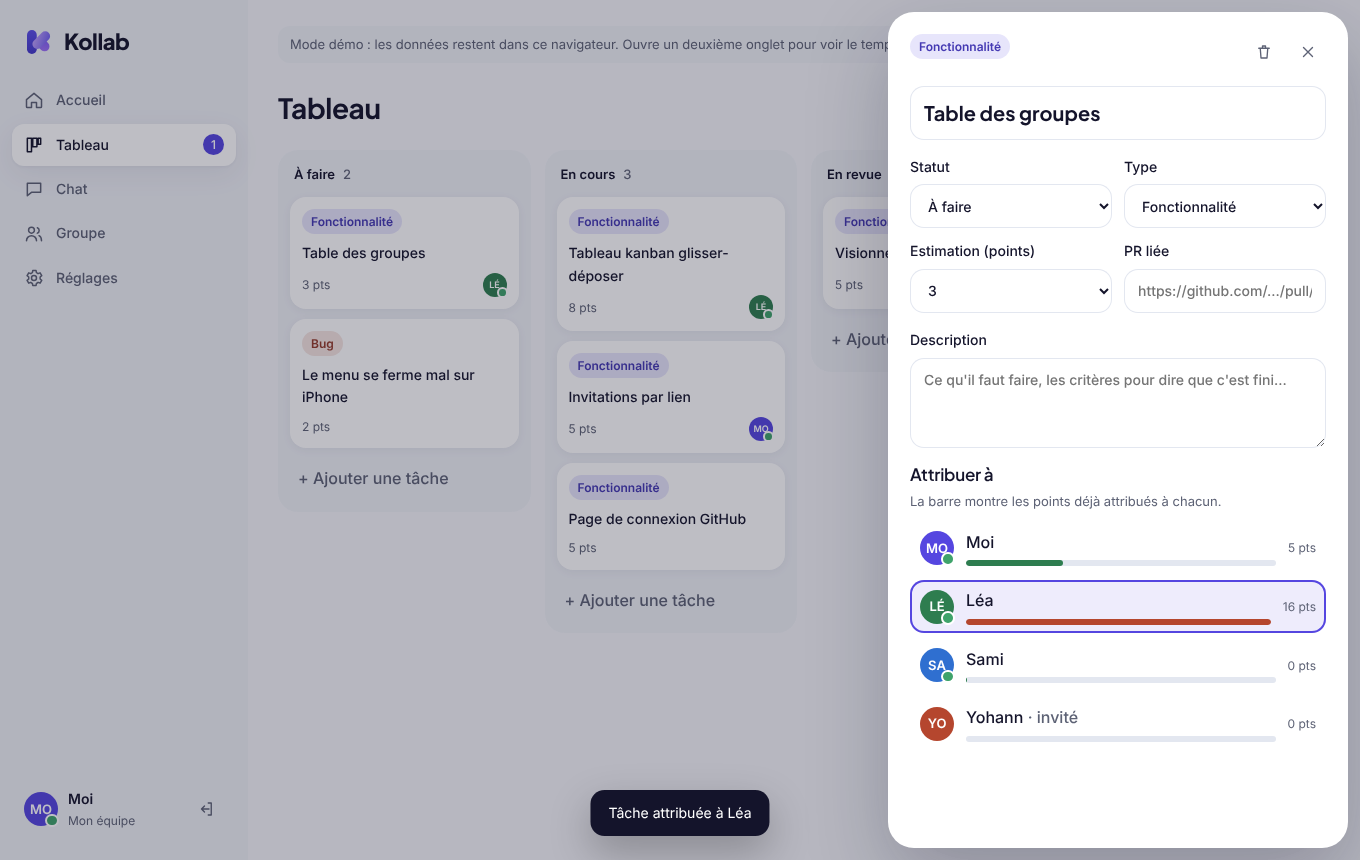 Kollab
Accueil
Tableau
1
Chat
Groupe
Réglages
MO
Moi
Mon équipe
Mode démo : les données restent dans ce navigateur. Ouvre un deuxième onglet pour voir le temp
Tableau
À faire 2
Fonctionnalité
Table des groupes
3 pts
LÉ
Bug
Le menu se ferme mal sur
iPhone
2 pts
+ Ajouter une tâche
En cours 3
Fonctionnalité
Tableau kanban glisser-
déposer
8 pts
LÉ
Fonctionnalité
Invitations par lien
5 pts
MO
Fonctionnalité
Page de connexion GitHub
5 pts
+ Ajouter une tâche
En revue
Fonctio
Visionne
5 pts
+ Ajoute
Tâche attribuée à Léa
Fonctionnalité
Table des groupes
Statut
Type
À faire
Fonctionnalité
Estimation (points)
PR liée
3
https://github.com/.../pull/
Description
Ce qu'il faut faire, les critères pour dire que c'est fini…
Attribuer à
La barre montre les points déjà attribués à chacun.
MO
Moi
5 pts
LÉ
Léa
16 pts
SA
Sami
0 pts
YO
Yohann · invité
0 pts